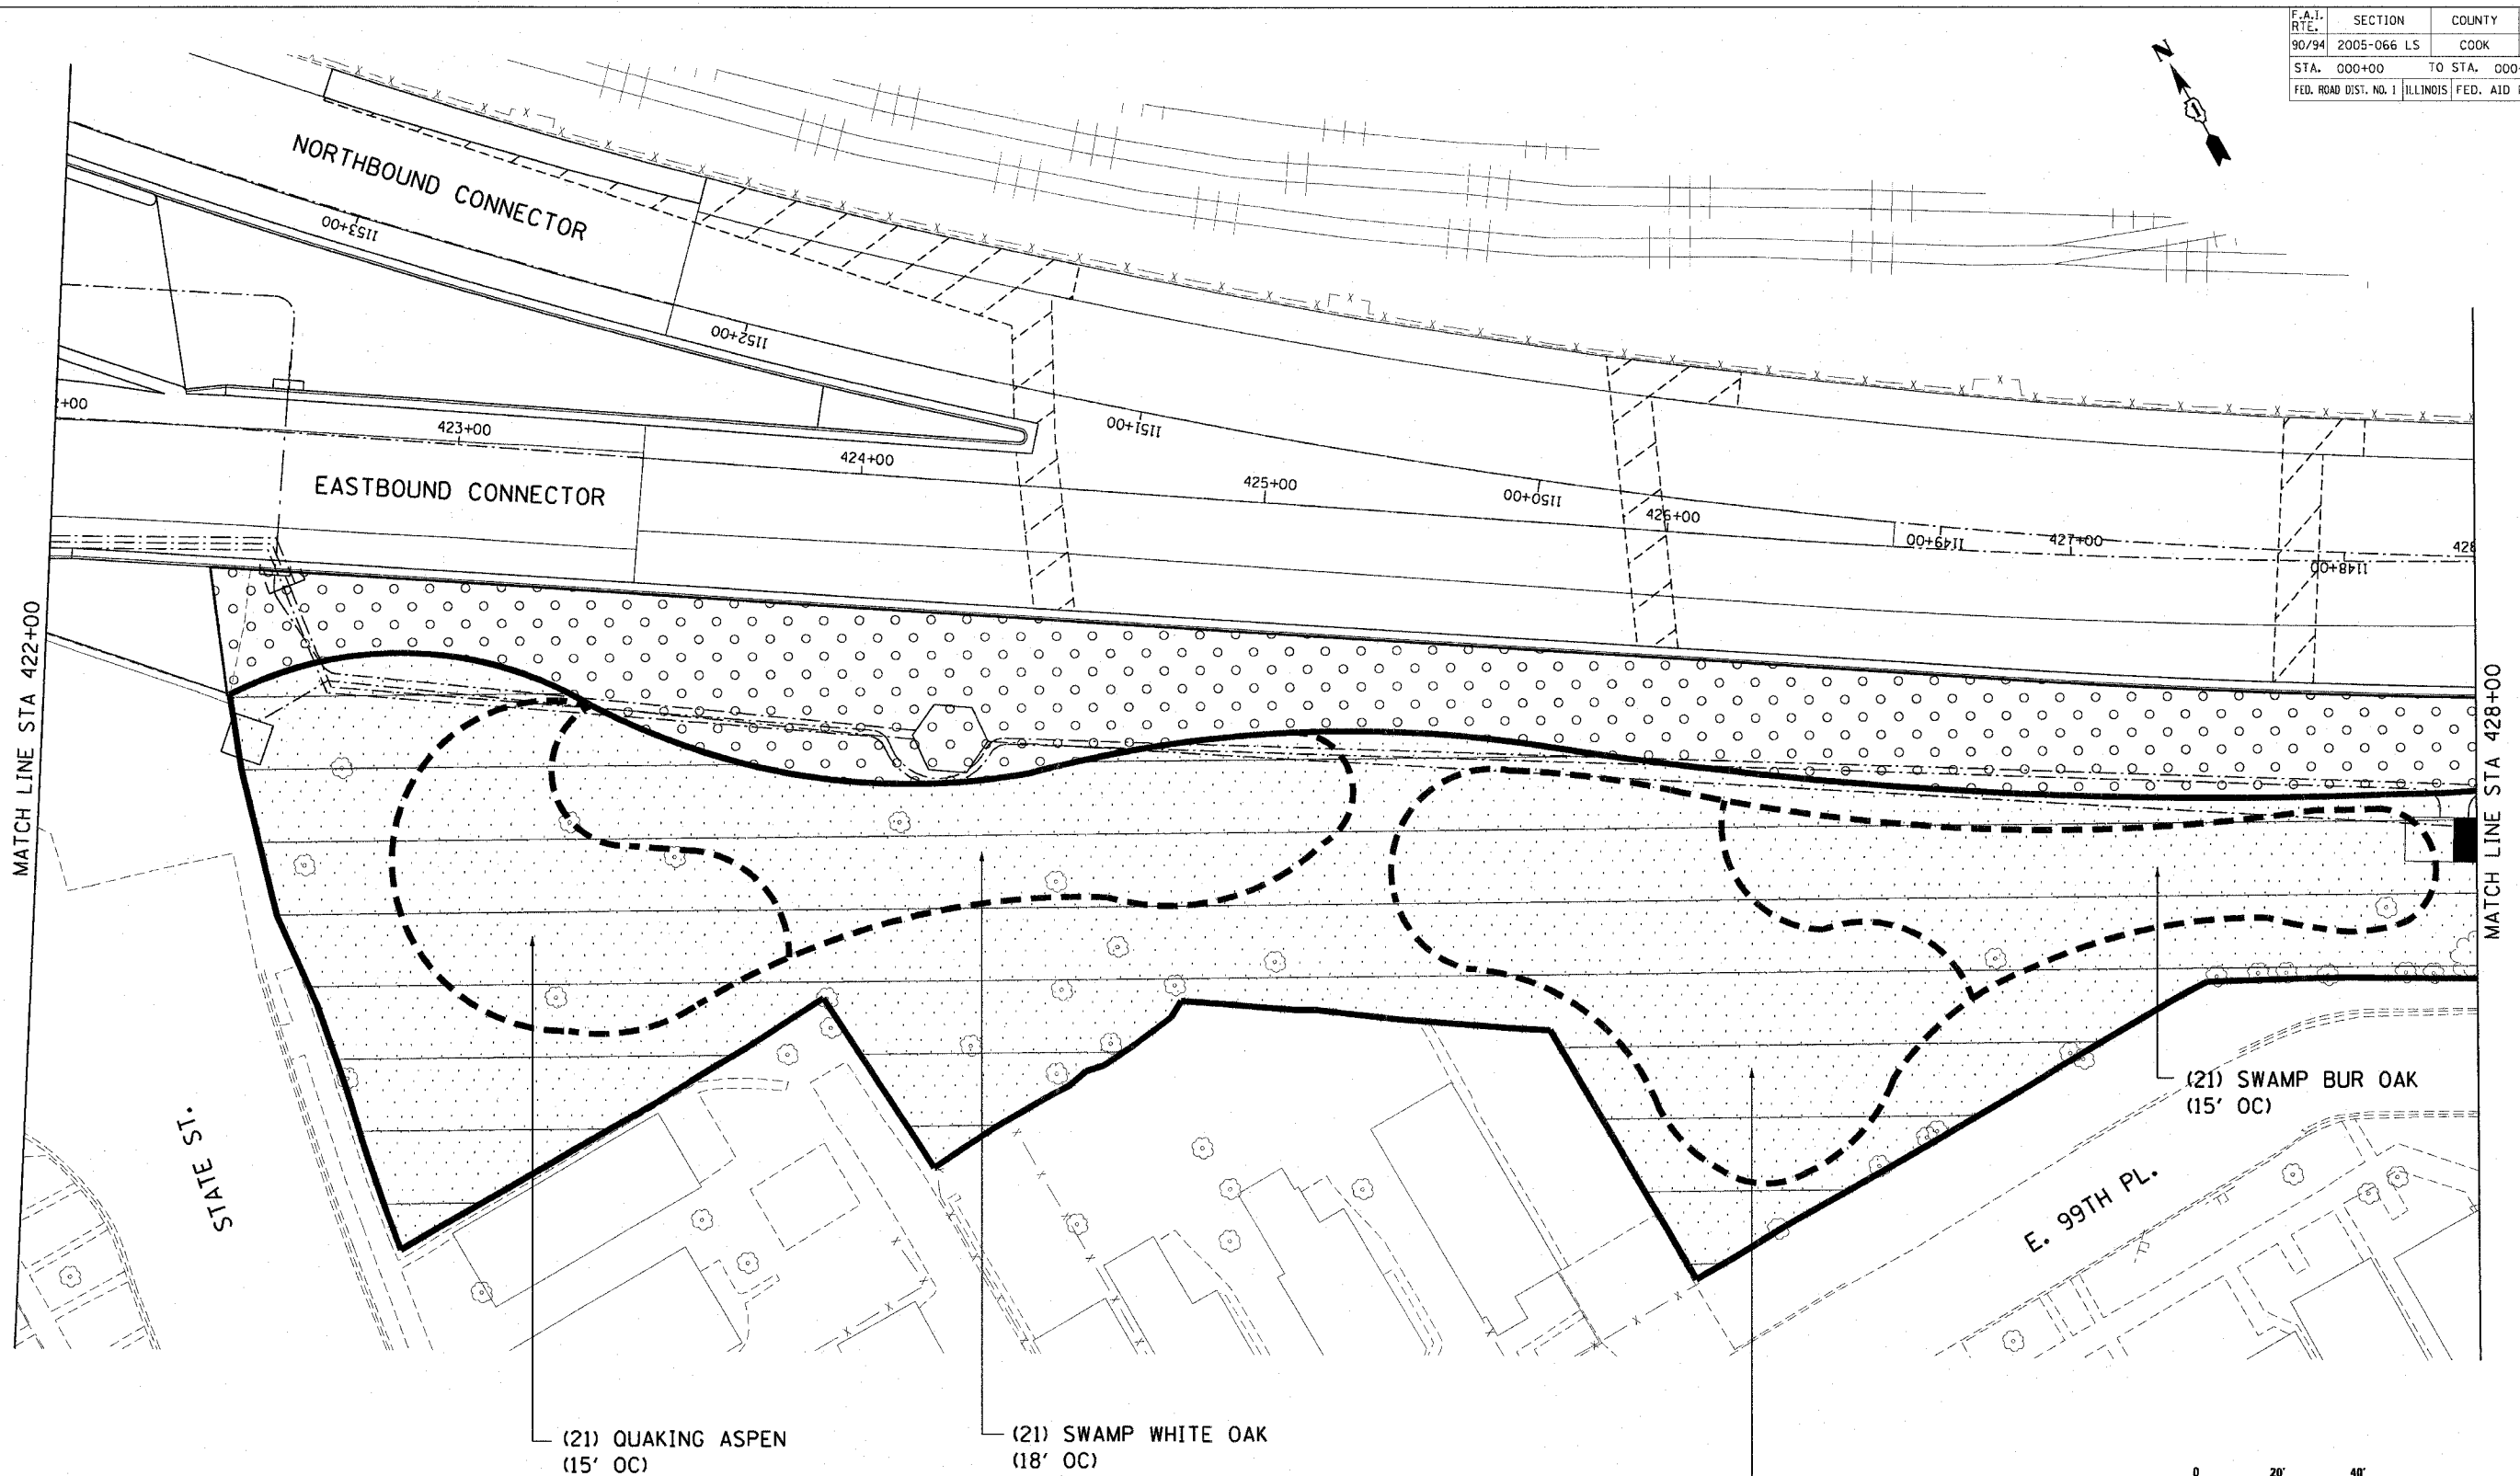 F.A.I. RTE. SECTION COUNTY
90/94 2005-066 LS COOK
STA. 000+00 TO STA.
FED. ROAD DIST. NO. 1 ILLINOIS FED. AID
N
NORTHBOUND CONNECTOR
1153+00
1152+00
1151+00
1150+00
1149+00
1148+00
+00
423+00
424+00
425+00
426+00
427+00
428
EASTBOUND CONNECTOR
MATCH LINE STA 422+00
MATCH LINE STA 428+00
STATE ST.
E. 99TH PL.
(21) SWAMP BUR OAK
(15' OC)
(21) QUAKING ASPEN
(15' OC)
(21) SWAMP WHITE OAK
(18' OC)
0 20' 40'